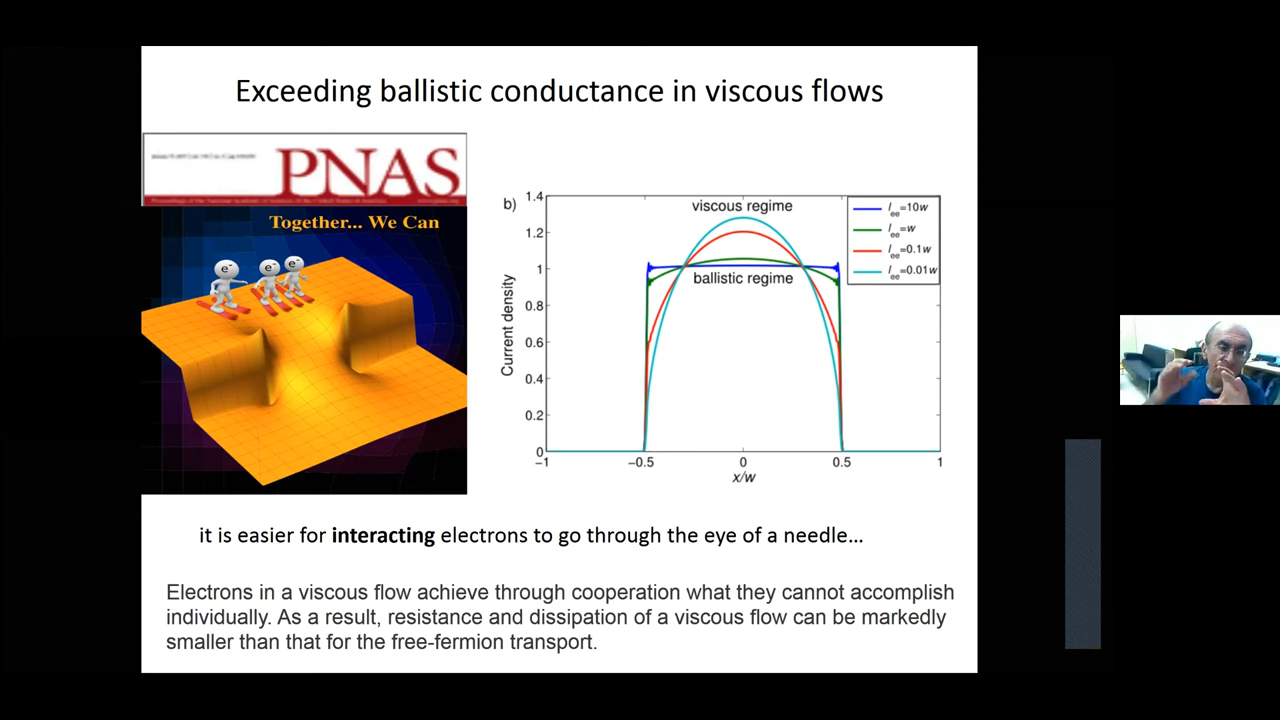 Exceeding ballistic conductance in viscous flows
PNAS
Together... We Can
e⁻
e⁻
e⁻
b)
1.4
1.2
1
0.8
0.6
0.4
0.2
0
Current density
viscous regime
ballistic regime
l_ee=10w
l_ee=w
l_ee=0.1w
l_ee=0.01w
−1
−0.5
0
0.5
1
x/w
it is easier for interacting electrons to go through the eye of a needle…
Electrons in a viscous flow achieve through cooperation what they cannot accomplish
individually. As a result, resistance and dissipation of a viscous flow can be markedly
smaller than that for the free-fermion transport.